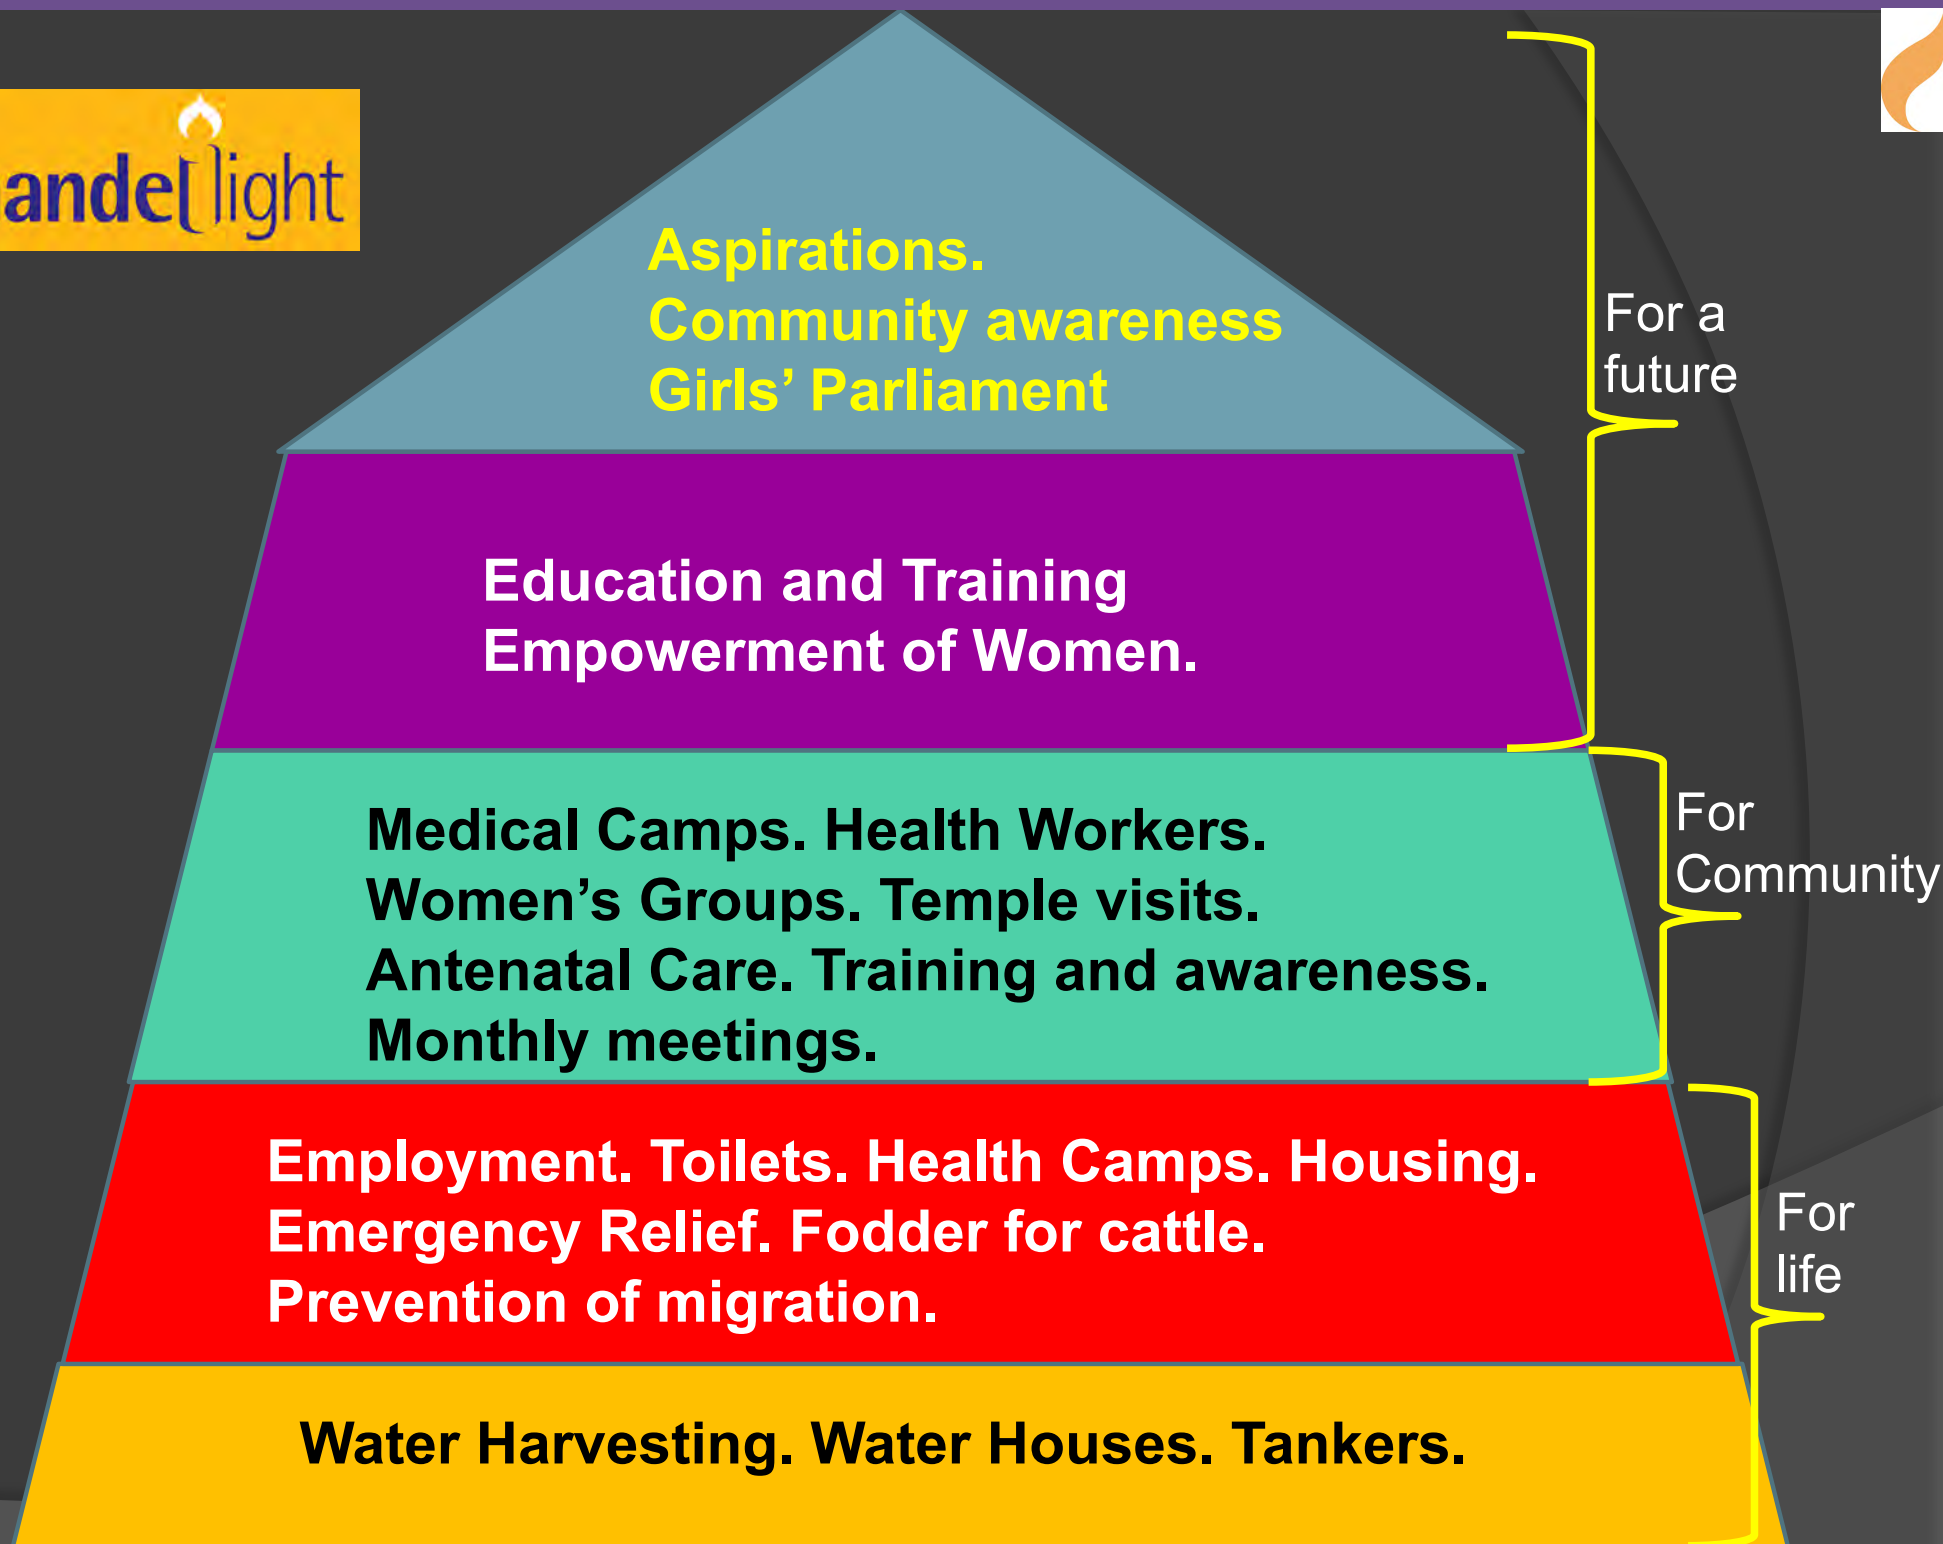 andellight
Aspirations.
Community awareness
Girls’ Parliament
For a
future
Education and Training
Empowerment of Women.
Medical Camps. Health Workers.
Women’s Groups. Temple visits.
Antenatal Care. Training and awareness.
Monthly meetings.
For
Community
Employment. Toilets. Health Camps. Housing.
Emergency Relief. Fodder for cattle.
Prevention of migration.
For
life
Water Harvesting. Water Houses. Tankers.